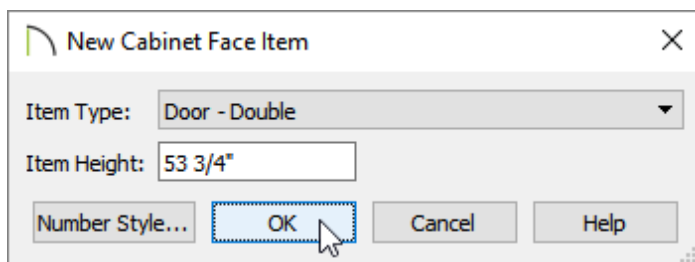 New Cabinet Face Item
Item Type: Door - Double
Item Height: 53 3/4"
Number Style... OK Cancel Help